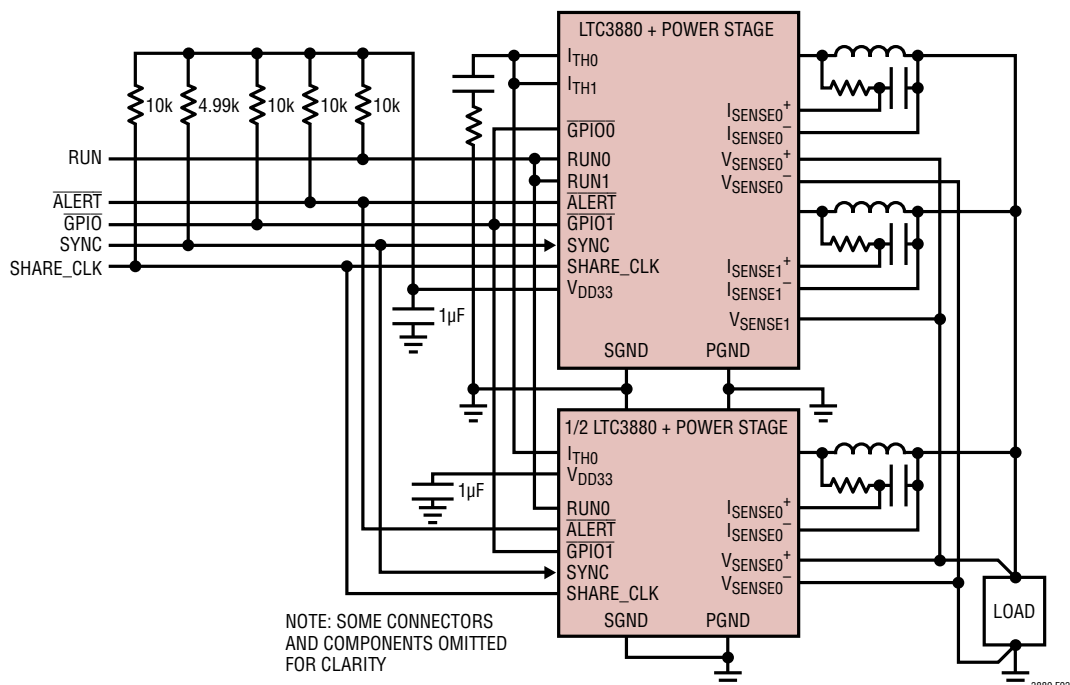 LTC3880 + POWER STAGE
10k
4.99k
10k
10k
10k
RUN
ALERT
GPIO
SYNC
SHARE_CLK
1µF
ITH0
ITH1
GPIO0
RUN0
RUN1
ALERT
GPIO1
SYNC
SHARE_CLK
VDD33
ISENSE0+
ISENSE0–
VSENSE0+
VSENSE0–
ISENSE1+
ISENSE1–
VSENSE1
SGND
PGND
1/2 LTC3880 + POWER STAGE
1µF
ITH0
VDD33
RUN0
ALERT
GPIO1
SYNC
SHARE_CLK
ISENSE0+
ISENSE0–
VSENSE0+
VSENSE0–
SGND
PGND
LOAD
NOTE: SOME CONNECTORS
AND COMPONENTS OMITTED
FOR CLARITY